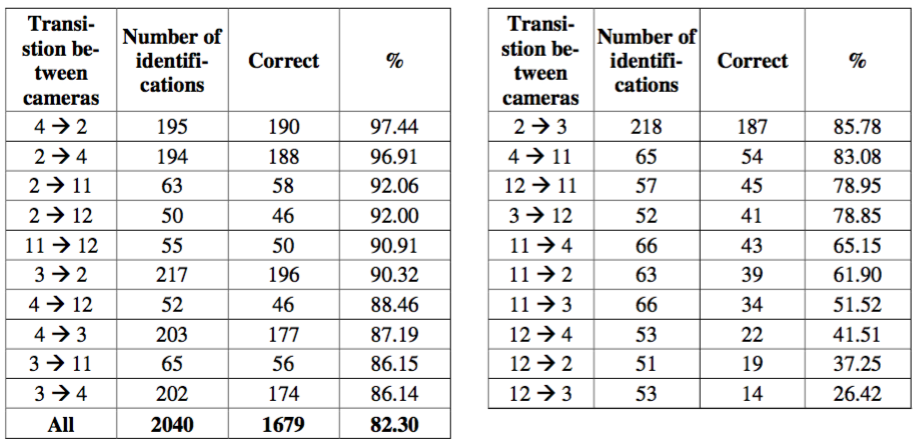 Transi-
stion be-
tween
cameras Number of
identifi-
cations Correct %
4 → 2 195 190 97.44
2 → 4 194 188 96.91
2 → 11 63 58 92.06
2 → 12 50 46 92.00
11 → 12 55 50 90.91
3 → 2 217 196 90.32
4 → 12 52 46 88.46
4 → 3 203 177 87.19
3 → 11 65 56 86.15
3 → 4 202 174 86.14
All 2040 1679 82.30
Transi-
stion be-
tween
cameras Number of
identifi-
cations Correct %
2 → 3 218 187 85.78
4 → 11 65 54 83.08
12 → 11 57 45 78.95
3 → 12 52 41 78.85
11 → 4 66 43 65.15
11 → 2 63 39 61.90
11 → 3 66 34 51.52
12 → 4 53 22 41.51
12 → 2 51 19 37.25
12 → 3 53 14 26.42